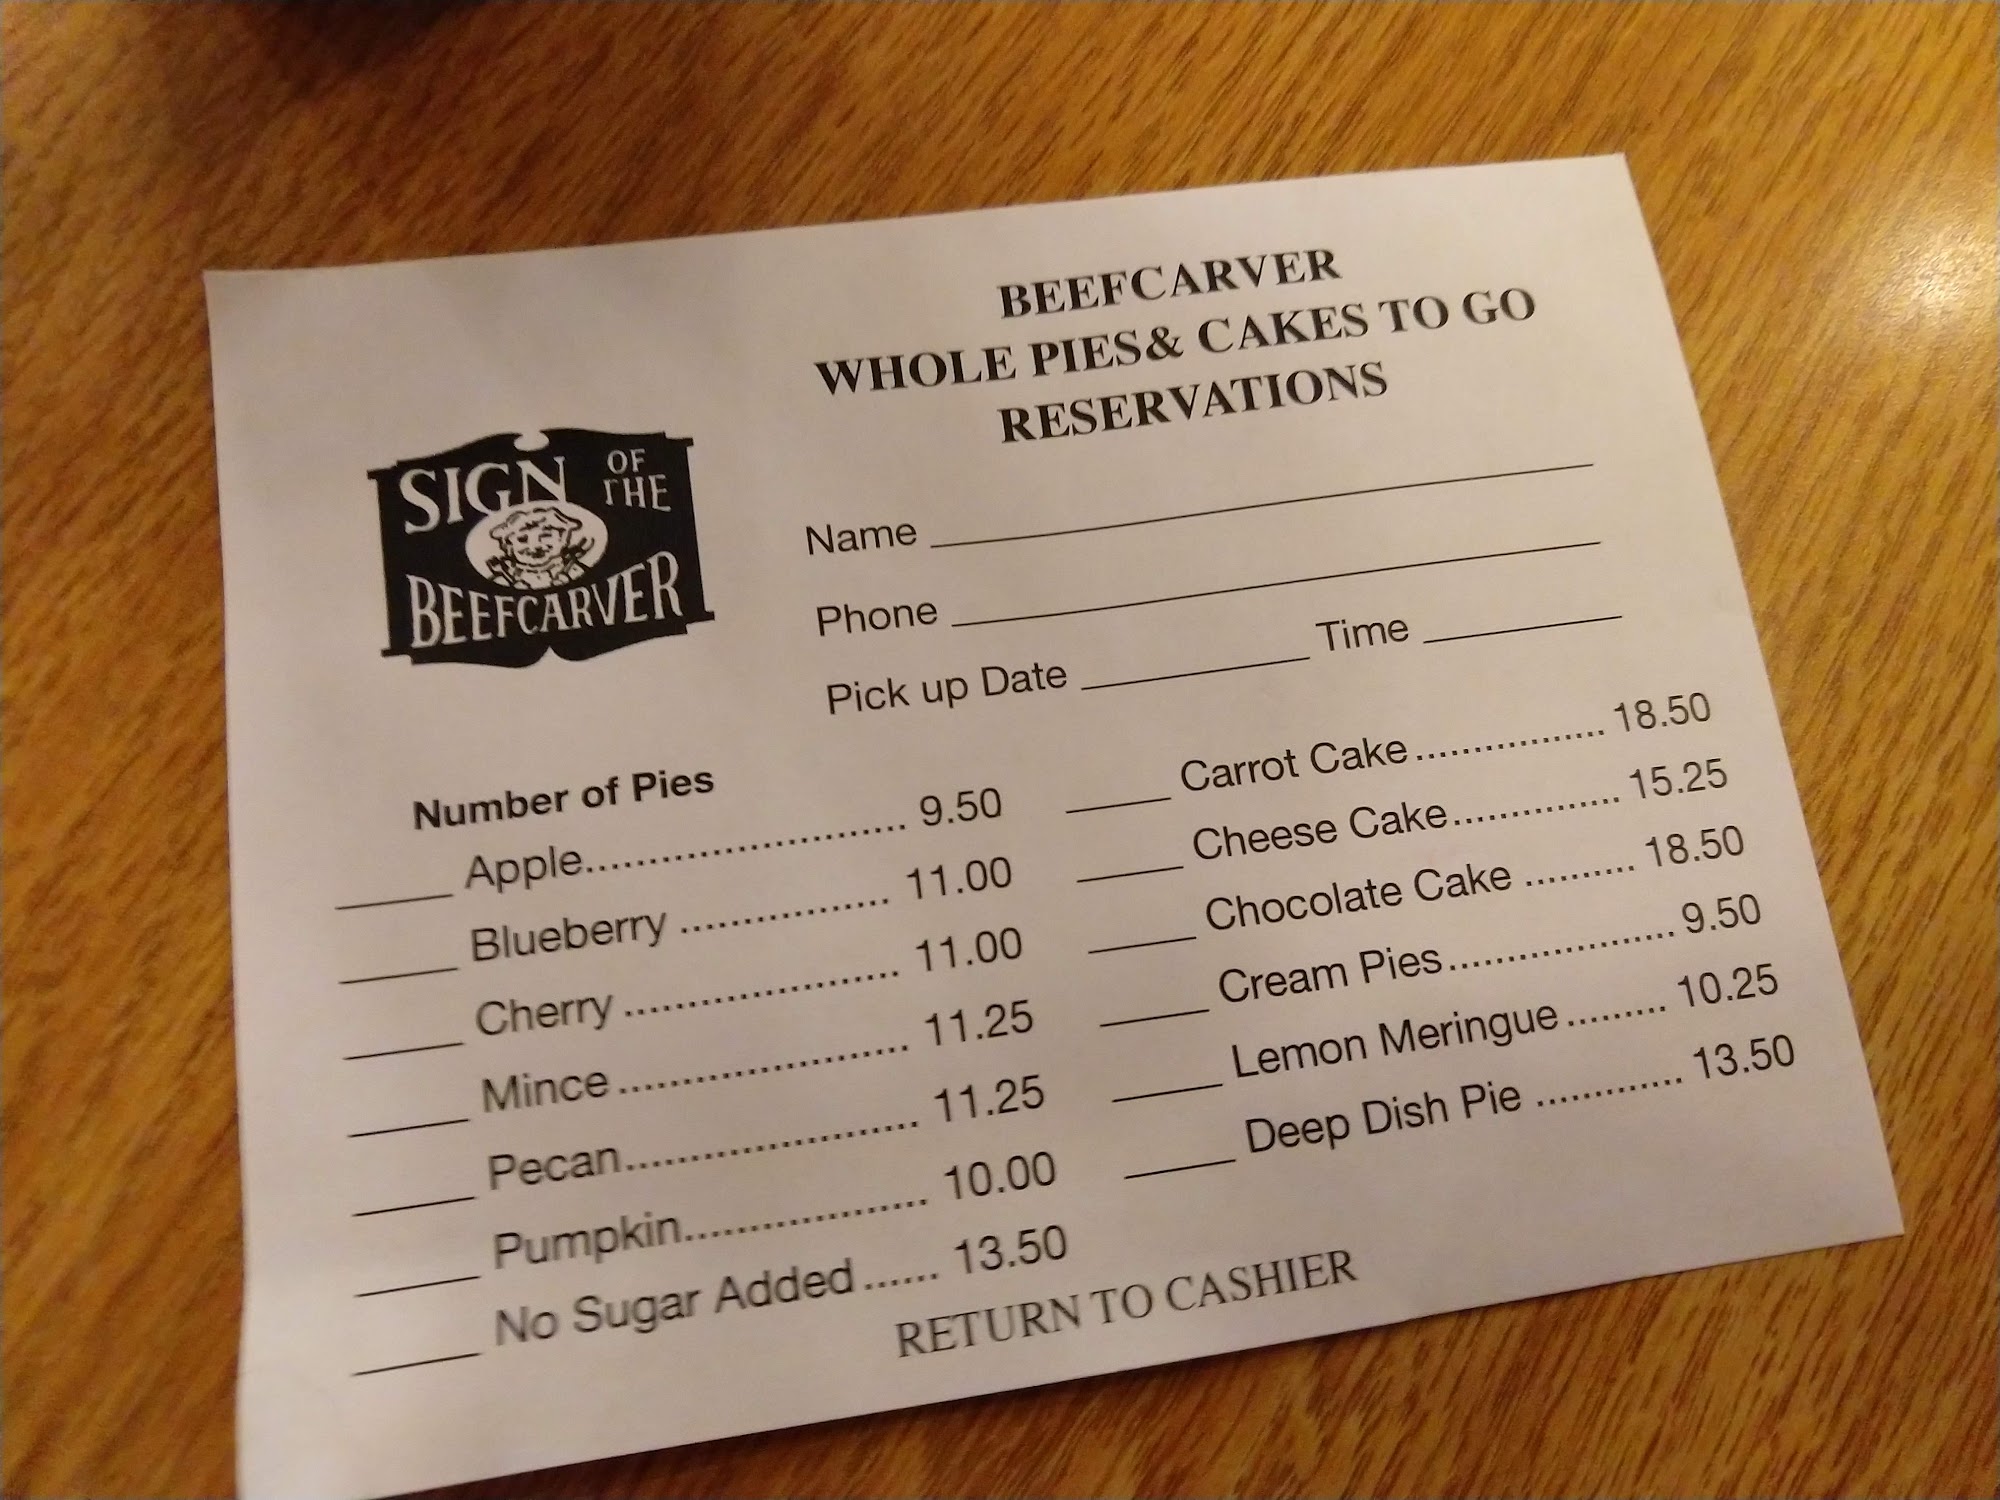 BEEFCARVER
WHOLE PIES& CAKES TO GO
RESERVATIONS
SIGN OF THE
BEEFCARVER
Name
Phone
Pick up Date Time
Number of Pies
Apple 9.50
Blueberry 11.00
Cherry 11.00
Mince 11.25
Pecan 11.25
Pumpkin 10.00
No Sugar Added 13.50
Carrot Cake 18.50
Cheese Cake 15.25
Chocolate Cake 18.50
Cream Pies 9.50
Lemon Meringue 10.25
Deep Dish Pie 13.50
RETURN TO CASHIER